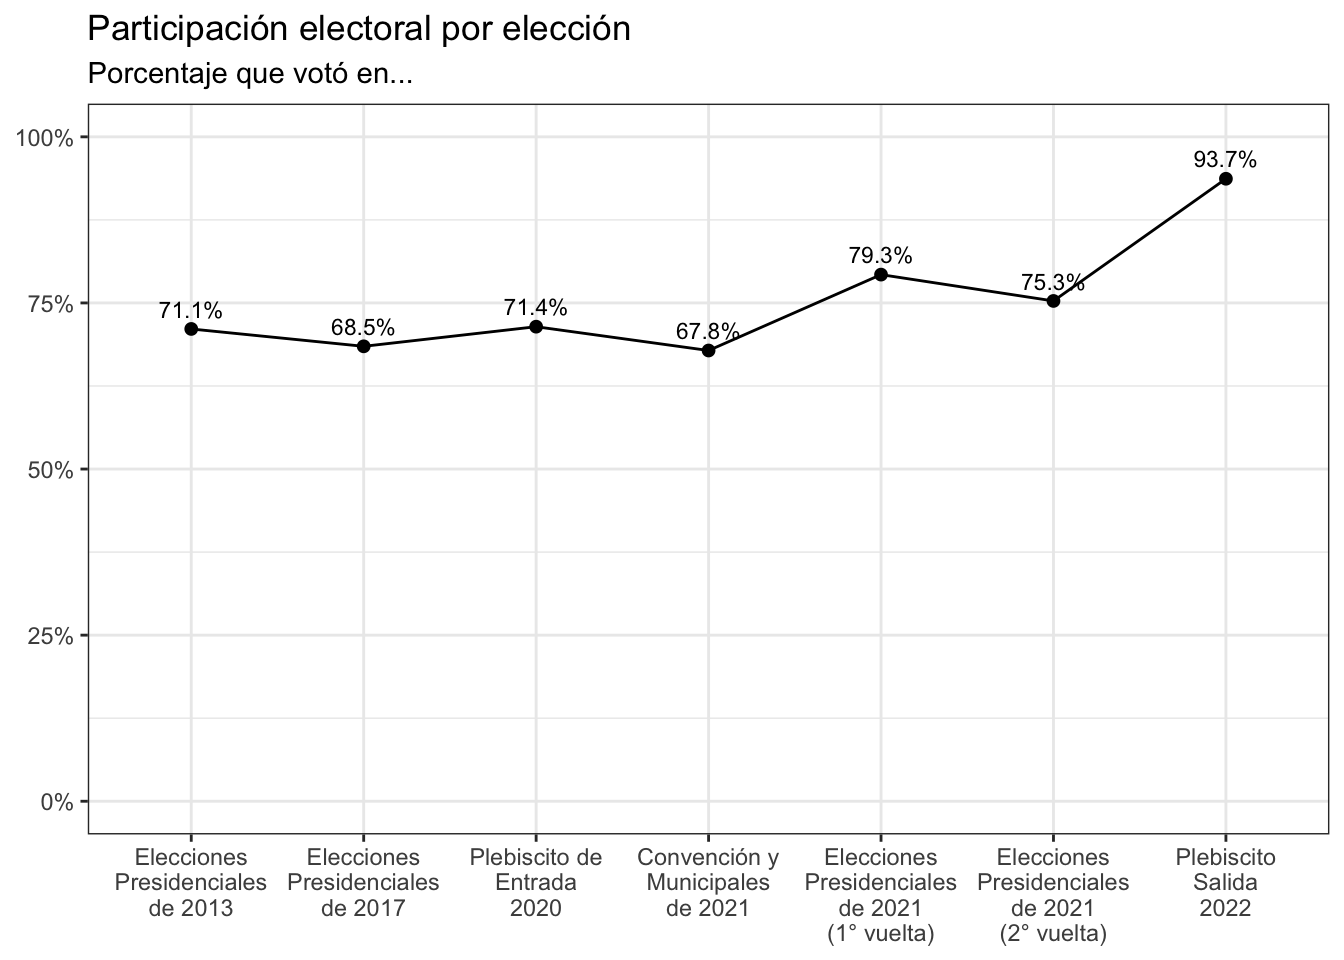 Participación electoral por elección
Porcentaje que votó en...
100%
75%
50%
25%
0%
71.1%
68.5%
71.4%
67.8%
79.3%
75.3%
93.7%
Elecciones
Presidenciales
de 2013
Elecciones
Presidenciales
de 2017
Plebiscito de
Entrada
2020
Convención y
Municipales
de 2021
Elecciones
Presidenciales
de 2021
(1° vuelta)
Elecciones
Presidenciales
de 2021
(2° vuelta)
Plebiscito
Salida
2022